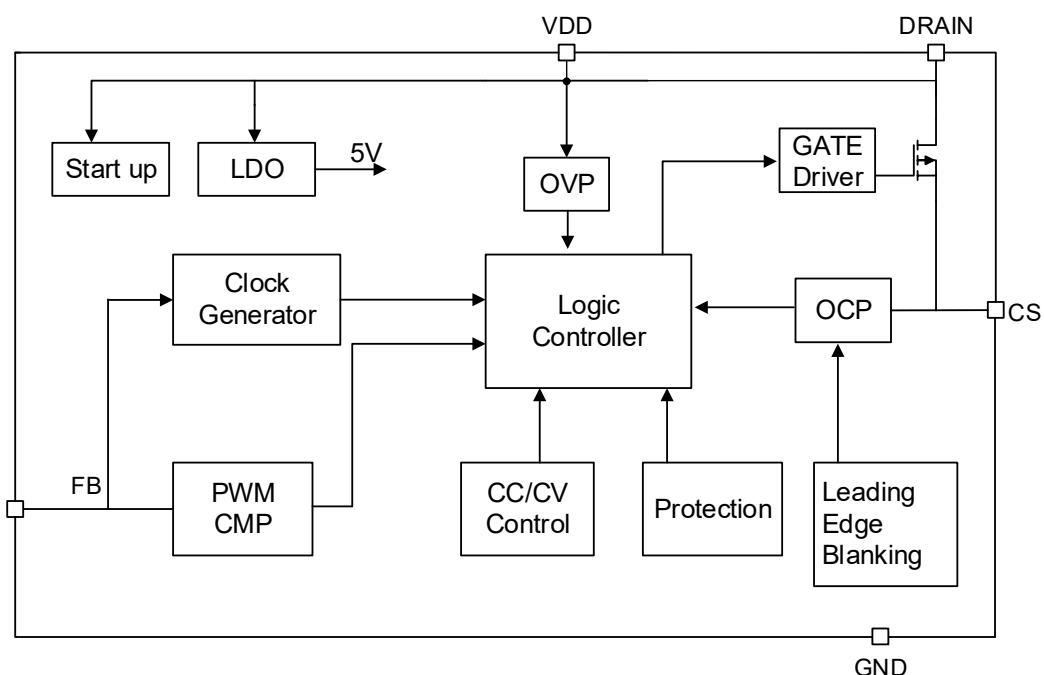 VDD
DRAIN
Start up
LDO
5V
OVP
GATE
Driver
Clock
Generator
Logic
Controller
OCP
CS
FB
PWM
CMP
CC/CV
Control
Protection
Leading
Edge
Blanking
GND